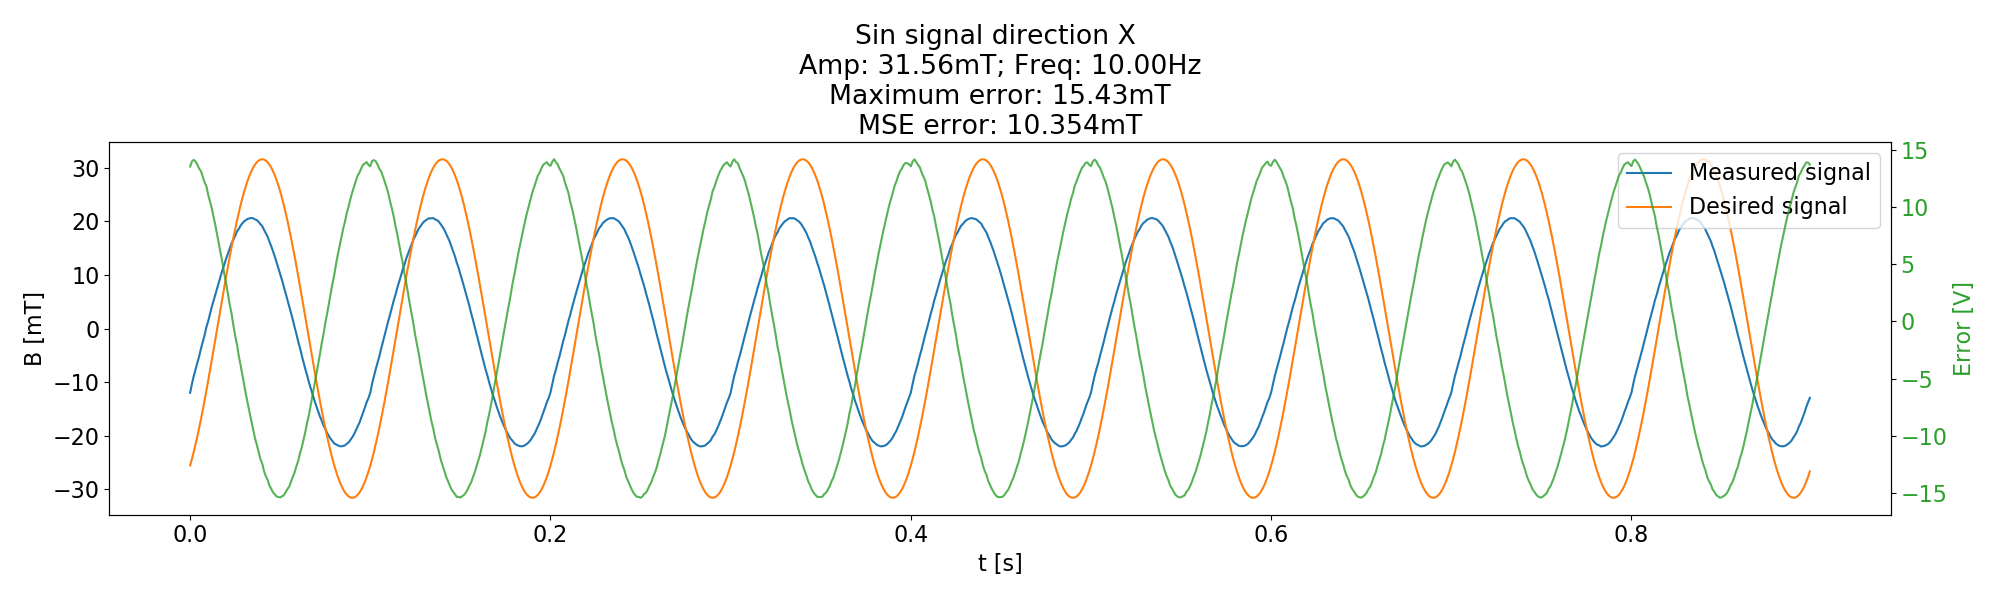 Sin signal direction X
Amp: 31.56mT; Freq: 10.00Hz
Maximum error: 15.43mT
MSE error: 10.354mT
B [mT]
30
20
10
0
−10
−20
−30
Measured signal
Desired signal
15
10
5
0
−5
−10
−15
Error [V]
0.0 0.2 0.4 0.6 0.8
t [s]